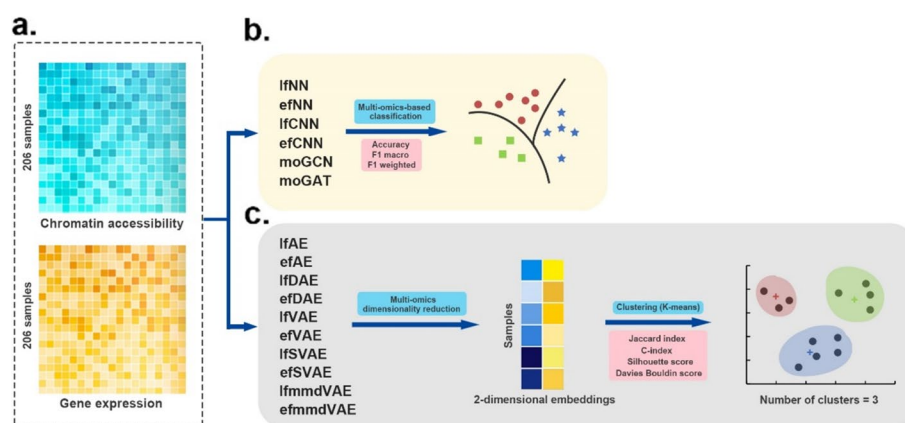 a.
206 samples
Chromatin accessibility
206 samples
Gene expression
b.
lfNN
efNN
lfCNN
efCNN
moGCN
moGAT
Multi-omics-based
classification
Accuracy
F1 macro
F1 weighted
c.
lfAE
efAE
lfDAE
efDAE
lfVAE
efVAE
lfSVAE
efSVAE
lfmmdVAE
efmmdVAE
Multi-omics
dimensionality reduction
Samples
2-dimensional embeddings
Clustering (K-means)
Jaccard index
C-index
Silhouette score
Davies Bouldin score
Number of clusters = 3